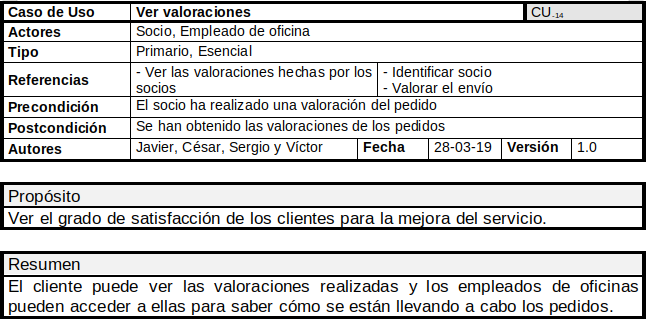 Caso de Uso Ver valoraciones CU-14
Actores Socio, Empleado de oficina
Tipo Primario, Esencial
Referencias - Ver las valoraciones hechas por los socios - Identificar socio
- Valorar el envío
Precondición El socio ha realizado una valoración del pedido
Postcondición Se han obtenido las valoraciones de los pedidos
Autores Javier, César, Sergio y Víctor Fecha 28-03-19 Versión 1.0
Propósito
Ver el grado de satisfacción de los clientes para la mejora del servicio.
Resumen
El cliente puede ver las valoraciones realizadas y los empleados de oficinas
pueden acceder a ellas para saber cómo se están llevando a cabo los pedidos.